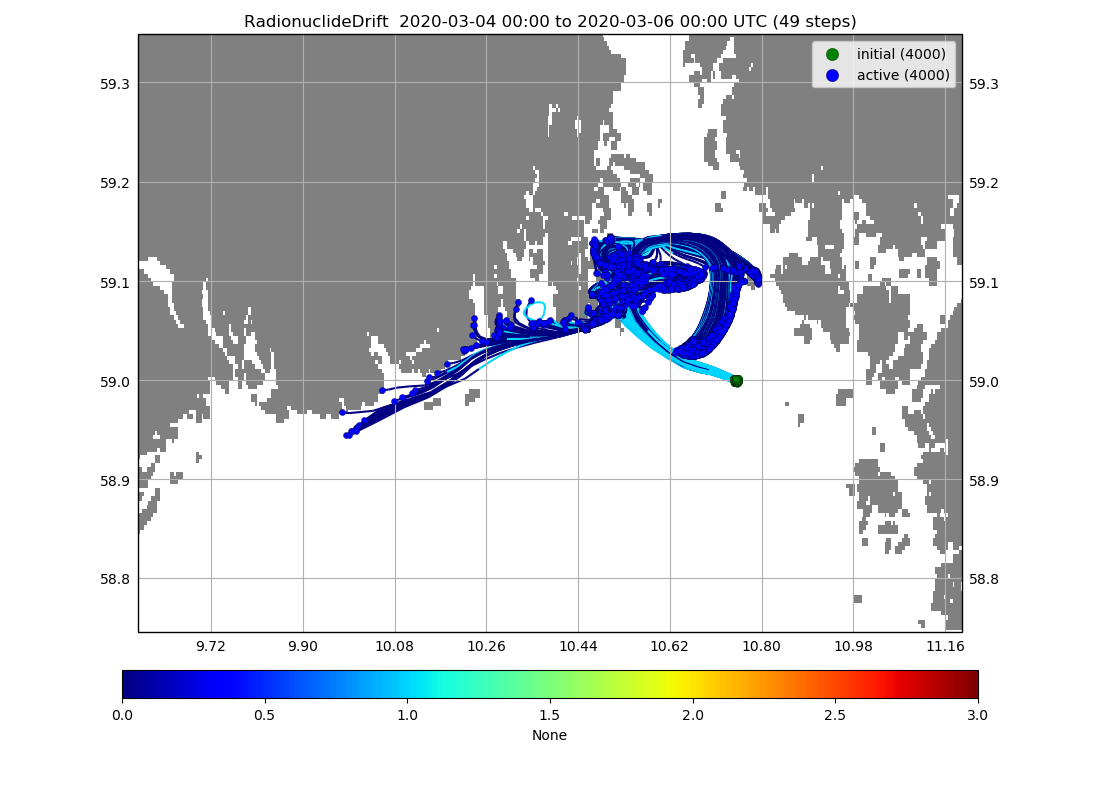 RadionuclideDrift  2020-03-04 00:00 to 2020-03-06 00:00 UTC (49 steps)
initial (4000)
active (4000)
59.3 59.3
59.2 59.2
59.1 59.1
59.0 59.0
58.9 58.9
58.8 58.8
9.72 9.90 10.08 10.26 10.44 10.62 10.80 10.98 11.16
0.0 0.5 1.0 1.5 2.0 2.5 3.0
None